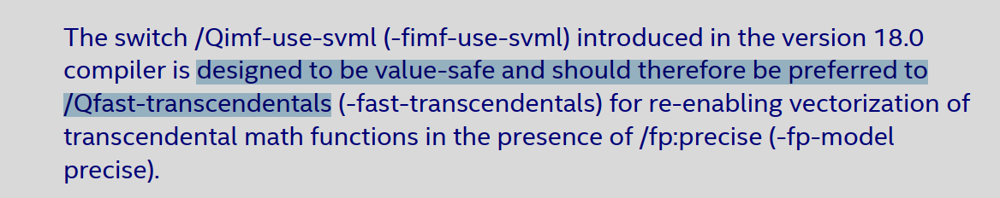 The switch /Qimf-use-svml (-fimf-use-svml) introduced in the version 18.0
compiler is designed to be value-safe and should therefore be preferred to
/Qfast-transcendentals (-fast-transcendentals) for re-enabling vectorization of
transcendental math functions in the presence of /fp:precise (-fp-model
precise).